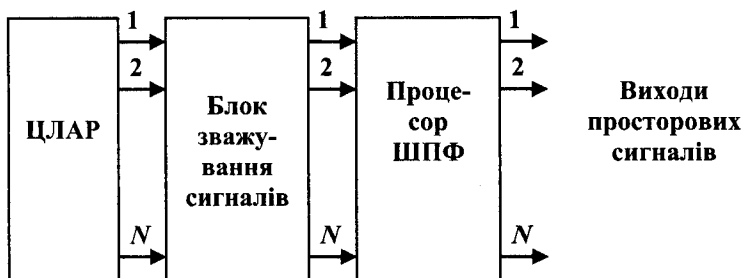 1
2
N
1
2
N
1
2
N
ЦЛАР
Блок
зважу-
вання
сигналів
Проце-
сор
ШПФ
Виходи
просторових
сигналів